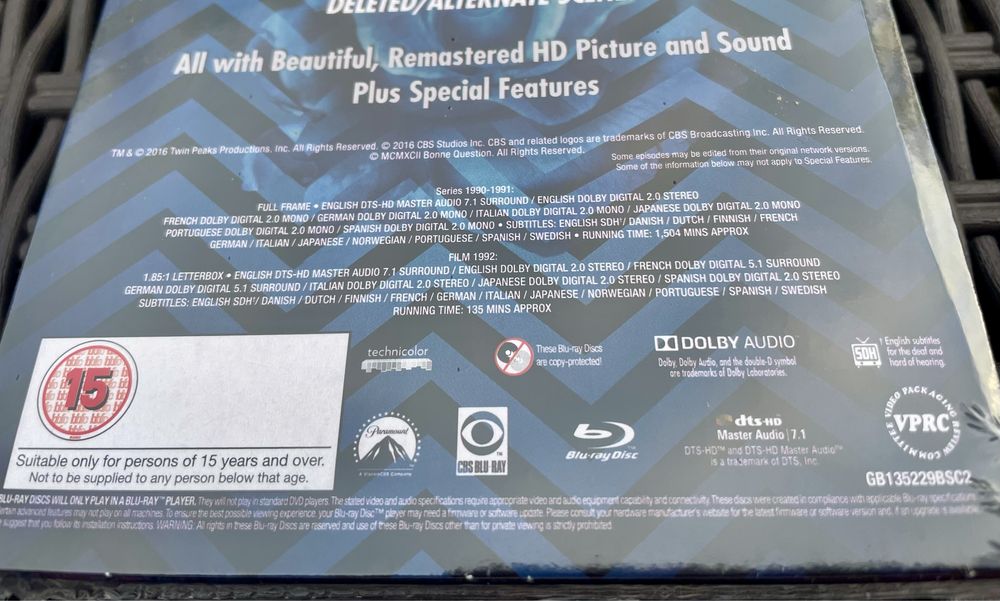 DELETED/ALTERNATE
All with Beautiful, Remastered HD Picture and Sound
Plus Special Features
TM & © 2016 Twin Peaks Productions, Inc. All Rights Reserved. © 2016 CBS Studios Inc. CBS and related logos are trademarks of CBS Broadcasting Inc. All Rights Reserved.
© MCMXCII Bonne Question. All Rights Reserved.
Some episodes may be edited from their original network versions.
Some of the information below may not apply to Special Features.
Series 1990-1991:
FULL FRAME • ENGLISH DTS-HD MASTER AUDIO 7.1 SURROUND / ENGLISH DOLBY DIGITAL 2.0 STEREO
FRENCH DOLBY DIGITAL 2.0 MONO / GERMAN DOLBY DIGITAL 2.0 MONO / ITALIAN DOLBY DIGITAL 2.0 MONO / JAPANESE DOLBY DIGITAL 2.0 MONO
PORTUGUESE DOLBY DIGITAL 2.0 MONO / SPANISH DOLBY DIGITAL 2.0 MONO • SUBTITLES: ENGLISH SDH†/ DANISH / DUTCH / FINNISH / FRENCH
GERMAN / ITALIAN / JAPANESE / NORWEGIAN / PORTUGUESE / SPANISH / SWEDISH • RUNNING TIME: 1,504 MINS APPROX
FILM 1992:
1.85:1 LETTERBOX • ENGLISH DTS-HD MASTER AUDIO 7.1 SURROUND / ENGLISH DOLBY DIGITAL 2.0 STEREO / FRENCH DOLBY DIGITAL 5.1 SURROUND
GERMAN DOLBY DIGITAL 5.1 SURROUND / ITALIAN DOLBY DIGITAL 2.0 STEREO / JAPANESE DOLBY DIGITAL 2.0 STEREO / SPANISH DOLBY DIGITAL 2.0 STEREO
SUBTITLES: ENGLISH SDH†/ DANISH / DUTCH / FINNISH / FRENCH / GERMAN / ITALIAN / JAPANESE / NORWEGIAN / PORTUGUESE / SPANISH / SWEDISH
RUNNING TIME: 135 MINS APPROX
15
Suitable only for persons of 15 years and over.
Not to be supplied to any person below that age.
technicolor
These Blu-ray Discs
are copy-protected!
DOLBY AUDIO™
Dolby, Dolby Audio, and the double-D symbol
are trademarks of Dolby Laboratories.
SDH
† English subtitles
for the deaf and
hard of hearing.
Paramount
A Viacom CBS Company
CBS BLU-RAY
Blu-ray Disc
dts-HD
Master Audio | 7.1
DTS-HD™ and DTS-HD Master Audio™
is a trademark of DTS, Inc.
VIDEO PACKAGING REVIEW COMMITTEE
VPRC
GB135229BSC2
BLU-RAY DISCS WILL ONLY PLAY IN A BLU-RAY™ PLAYER. They will not play in standard DVD players. The stated video and audio specifications require appropriate video and audio equipment capability and connectivity. These discs were created in compliance with applicable Blu-ray specifications
certain advanced features may not play on all machines. To ensure the best possible viewing experience, your Blu-ray Disc™ player may need a firmware or software update. Please consult your hardware manufacturer's website for the latest firmware or software version and, if an upgrade is available
suggest that you follow its installation instructions. WARNING: All rights in these Blu-ray Discs are reserved and use of these Blu-ray Discs other than for private viewing is strictly prohibited